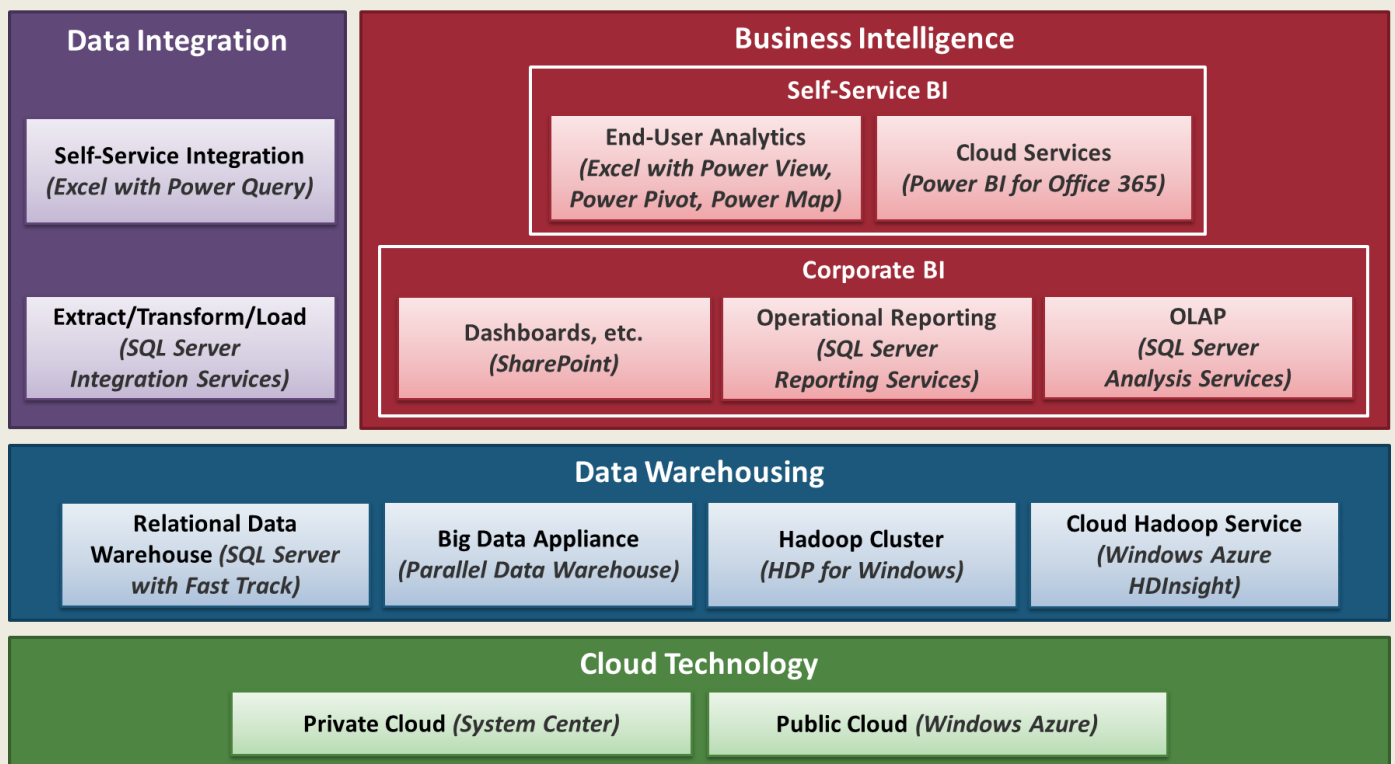 Data Integration
Self-Service Integration
(Excel with Power Query)
Extract/Transform/Load
(SQL Server
Integration Services)
Business Intelligence
Self-Service BI
End-User Analytics
(Excel with Power View,
Power Pivot, Power Map)
Cloud Services
(Power BI for Office 365)
Corporate BI
Dashboards, etc.
(SharePoint)
Operational Reporting
(SQL Server
Reporting Services)
OLAP
(SQL Server
Analysis Services)
Data Warehousing
Relational Data
Warehouse (SQL Server
with Fast Track)
Big Data Appliance
(Parallel Data Warehouse)
Hadoop Cluster
(HDP for Windows)
Cloud Hadoop Service
(Windows Azure
HDInsight)
Cloud Technology
Private Cloud (System Center)
Public Cloud (Windows Azure)